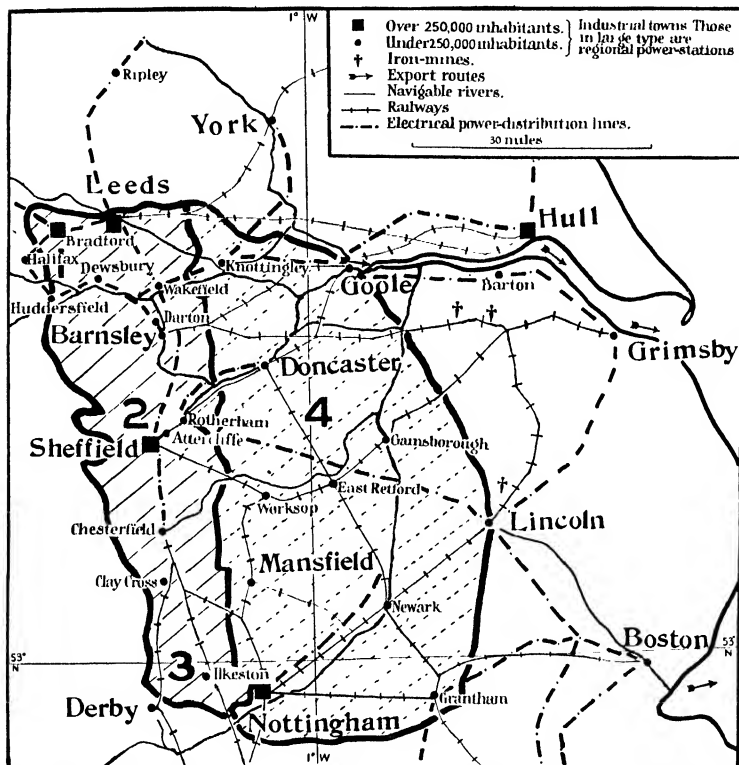 1° W
Over 250,000 inhabitants.
Under 250,000 inhabitants.
Industrial towns Those
in large type are
regional power-stations
Iron-mines.
Export routes
Navigable rivers.
Railways
Electrical power-distribution lines.
30 miles
Ripley
York
Leeds
Hull
Bradford
Halifax
Dewsbury
Knottingley
Goole
Barton
Wakefield
Huddersfield
Darton
Barnsley
Grimsby
Doncaster
2
4
Rotherham
Attercliffe
Sheffield
Gainsborough
East Retford
Worksop
Lincoln
Chesterfield
Mansfield
Clay Cross
Newark
Boston
53°
N
53°
N
3
Ilkeston
Derby
Nottingham
Grantham
1° W